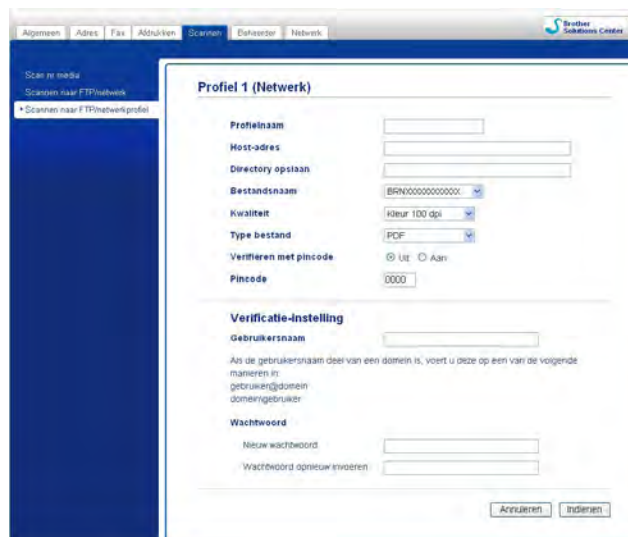 Algemeen Adres Fax Afdrukken Scannen Beheerder Netwerk
Brother
Solutions Center
Scan nr media
Scannen naar FTP/netwerk
Scannen naar FTP/netwerkprofiel
Profiel 1 (Netwerk)
Profielnaam
Host-adres
Directory opslaan
Bestandsnaam BRNXXXXXXXXXXXX
Kwaliteit Kleur 100 dpi
Type bestand PDF
Verifiëren met pincode Uit Aan
Pincode 0000
Verificatie-instelling
Gebruikersnaam
Als de gebruikersnaam deel van een domein is, voert u deze op een van de volgende
manieren in:
gebruiker@domein
domein\gebruiker
Wachtwoord
Nieuw wachtwoord
Wachtwoord opnieuw invoeren
Annuleren Indienen